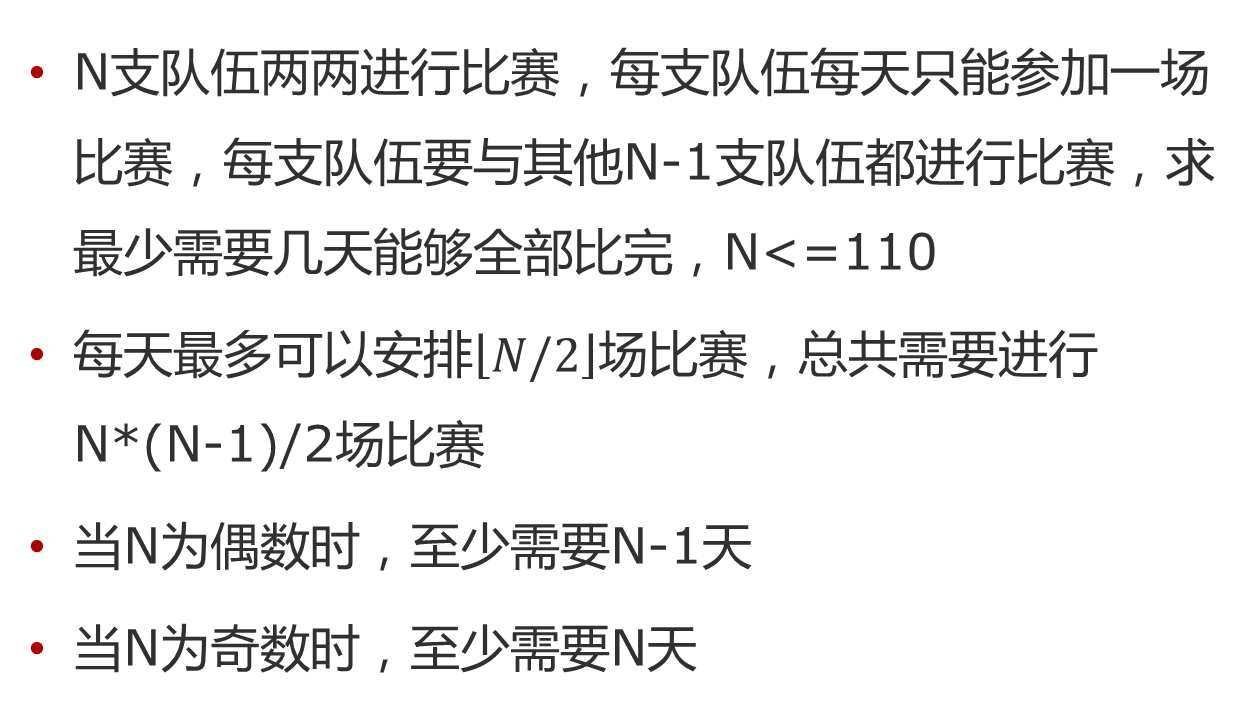 • N支队伍两两进行比赛，每支队伍每天只能参加一场
比赛，每支队伍要与其他N-1支队伍都进行比赛，求
最少需要几天能够全部比完，N<=110
• 每天最多可以安排⌊N/2⌋场比赛，总共需要进行
N*(N-1)/2场比赛
• 当N为偶数时，至少需要N-1天
• 当N为奇数时，至少需要N天